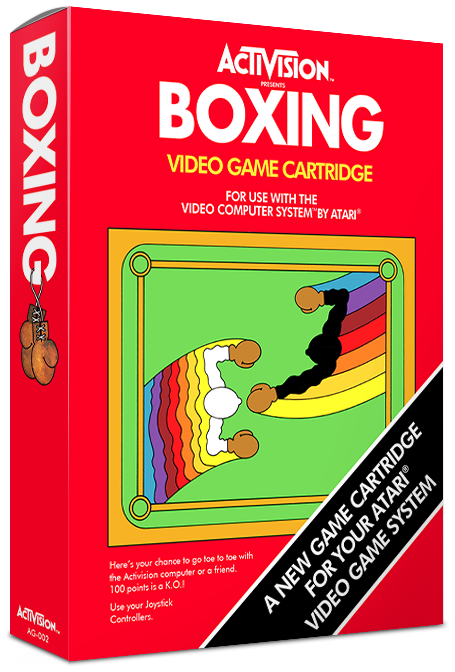 BOXING
ACTIVISION™
AG-002
ACTIVISION™
PRESENTS
BOXING
VIDEO GAME CARTRIDGE
FOR USE WITH THE
VIDEO COMPUTER SYSTEM™ BY ATARI®
Here's your chance to go toe to toe with
the Activision computer or a friend.
100 points is a K.O.!
Use your Joystick
Controllers.
A NEW GAME CARTRIDGE
FOR YOUR ATARI®
VIDEO GAME SYSTEM